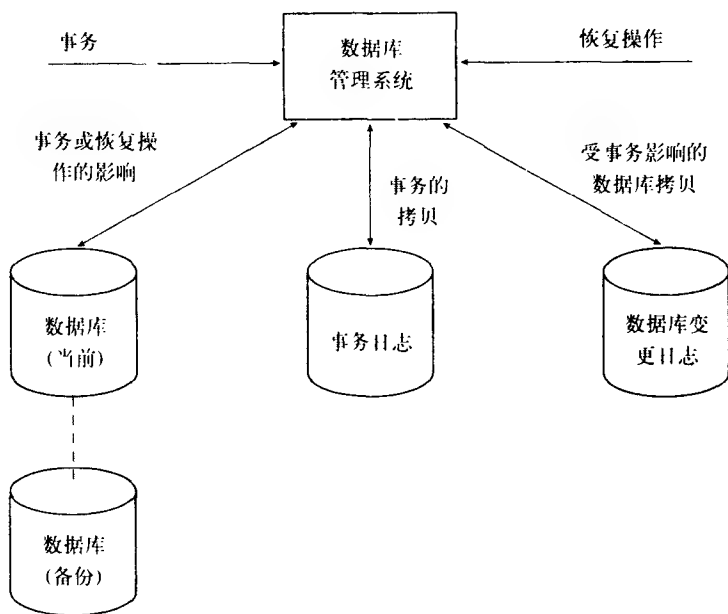 事务
数据库
管理系统
恢复操作
事务或恢复操
作的影响
事务的
拷贝
受事务影响的
数据库拷贝
数据库
(当前)
事务日志
数据库变
更日志
数据库
(备份)